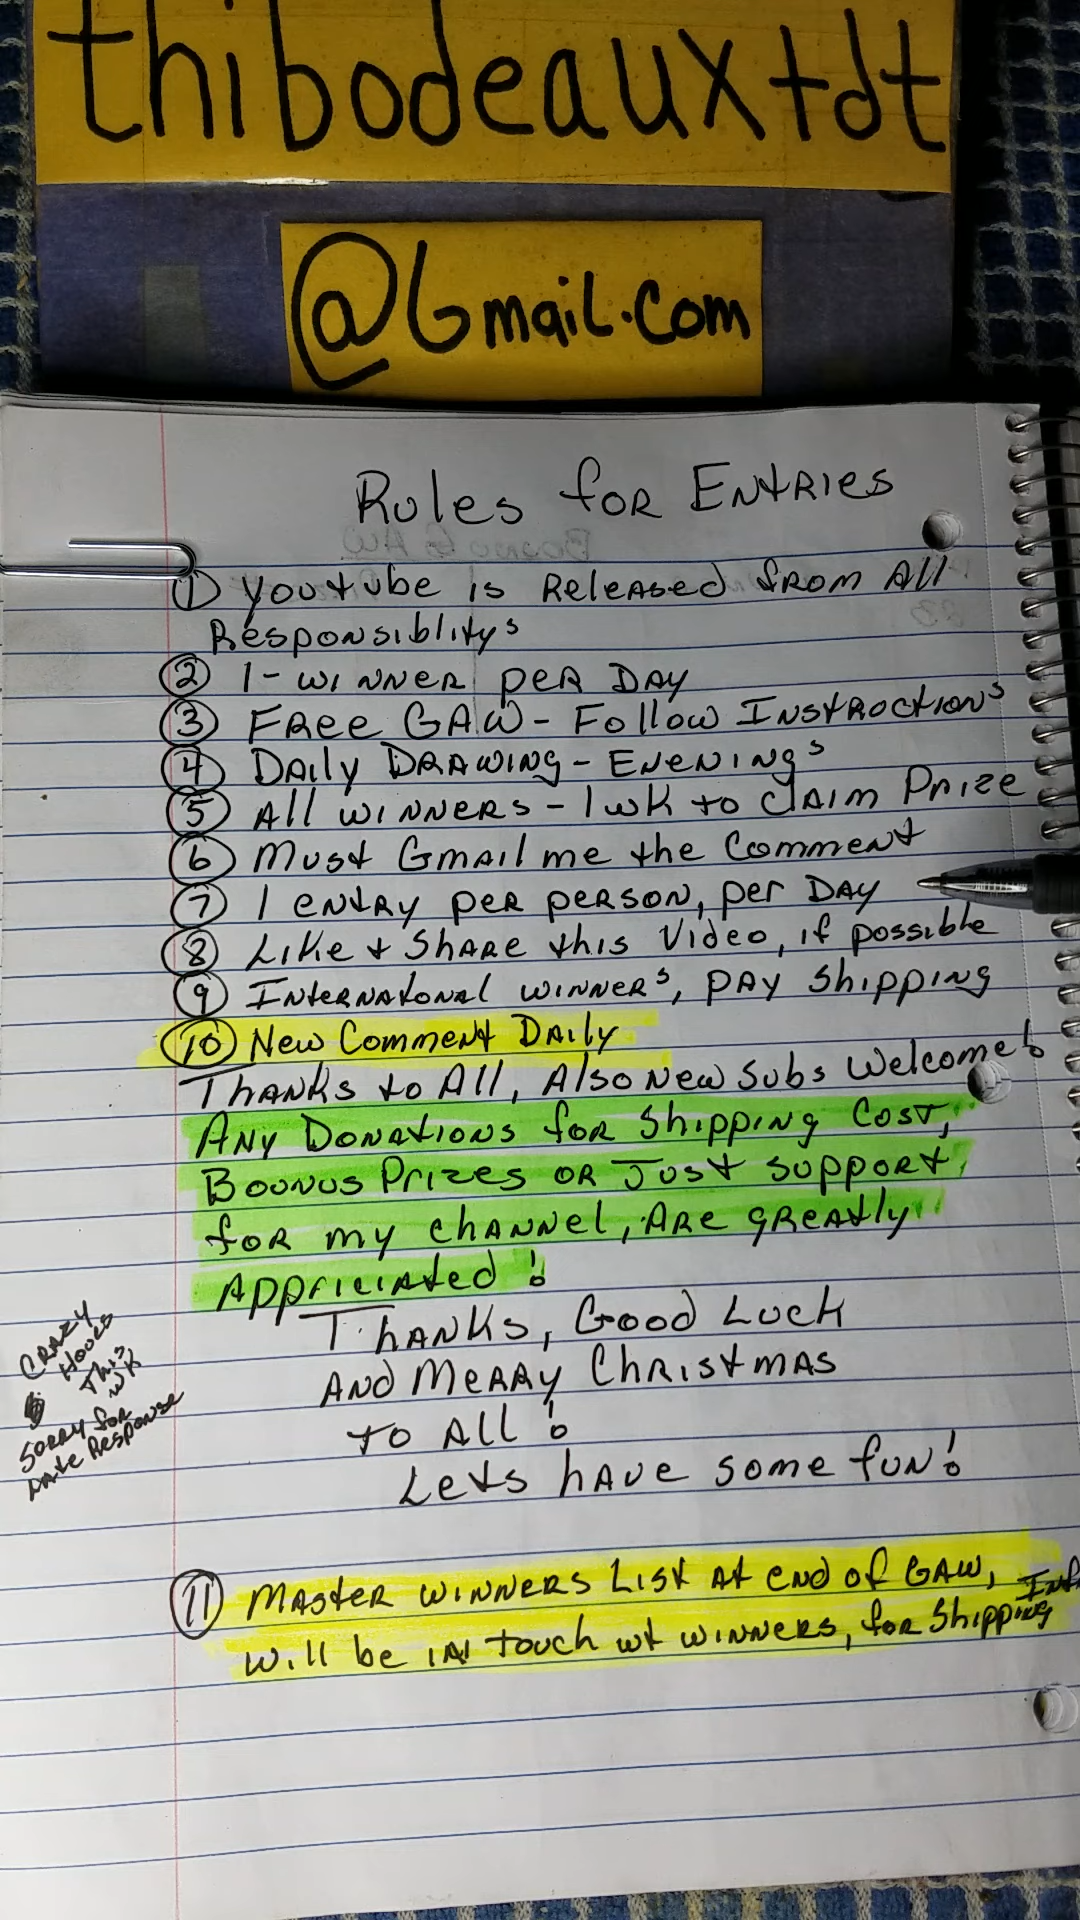 thibodeauxtdt
@Gmail.com
Rules for Entries
① Youtube is Released from All
Responsiblitys
② 1- winner per Day
③ Free GAW - Follow Instructions
④ Daily Drawing - Evenings
⑤ All winners - 1 wk to claim Prize
⑥ Must Gmail me the Comment
⑦ 1 entry per person, per Day
⑧ Like + Share this Video, if possible
⑨ Internatonal winners, pay shipping
⑩ New Comment Daily
Thanks to All, Also New Subs Welcome!
Any Donations for Shipping Cost,
Boonus Prizes or Just support
for my channel, Are greatly
Appriciated!
Thanks, Good Luck
And Merry Christmas
to All!
Lets have some fun!
Crazy
Hours
This
wk
Sorry for
Late Response
⑪ Master winners List at end of GAW,
will be in touch wt winners, for Shipping Inf